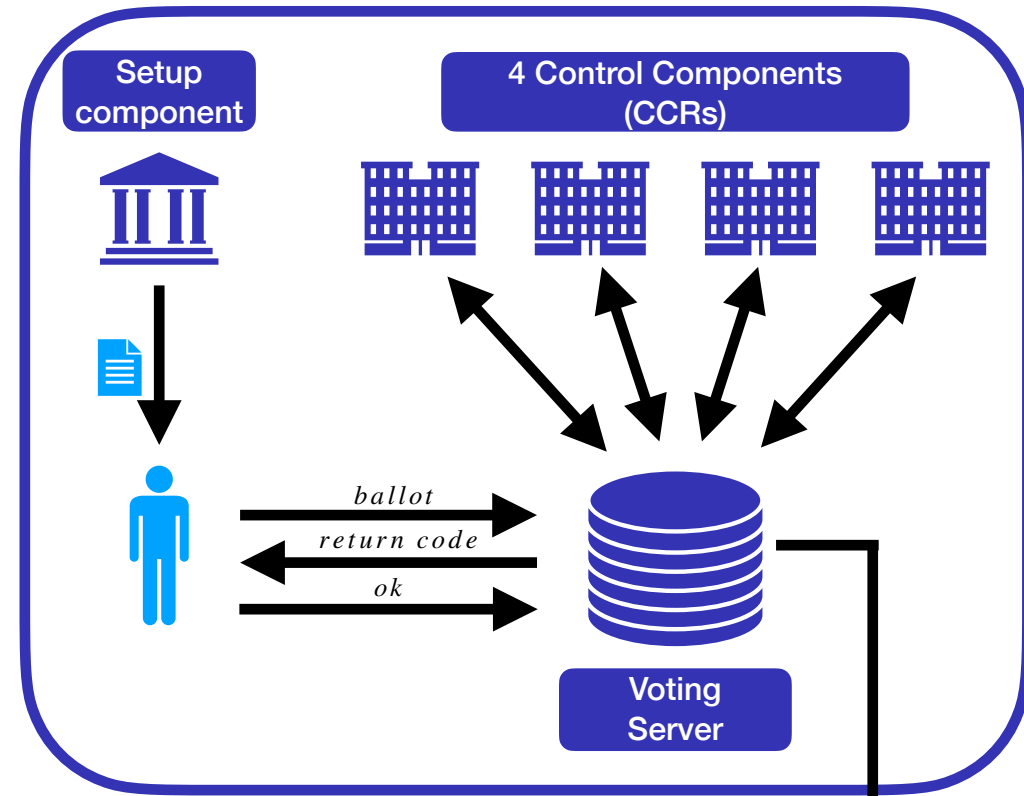 Setup
component
4 Control Components
(CCRs)
ballot
return code
ok
Voting
Server